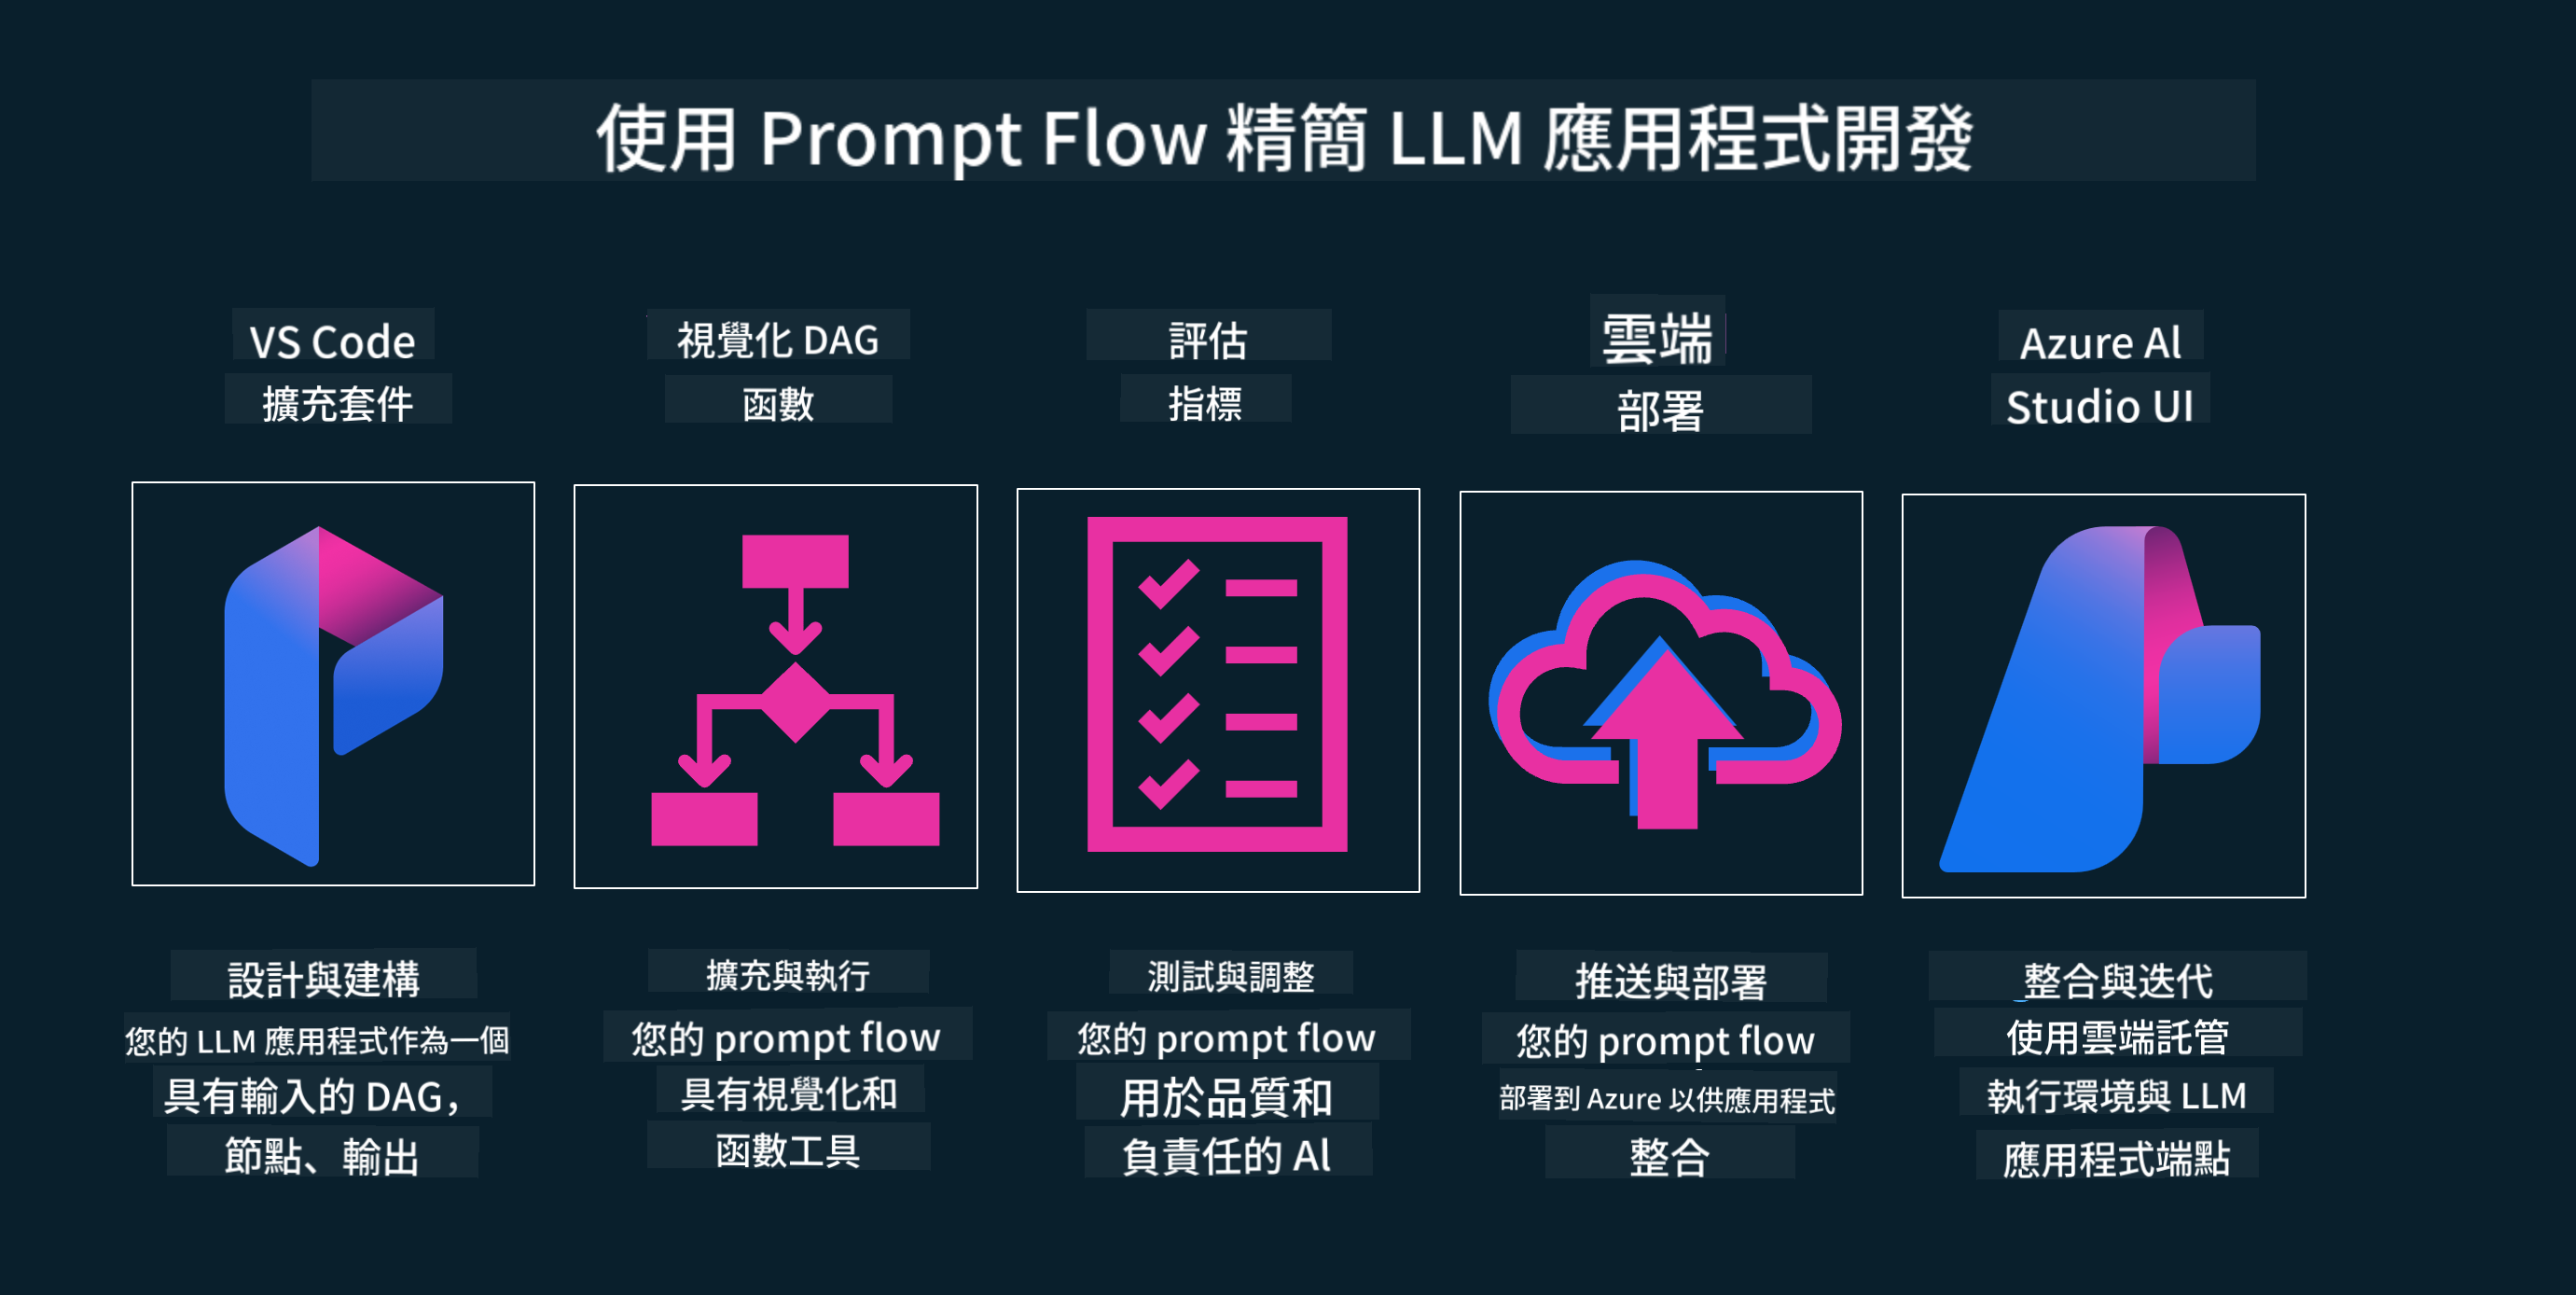 使用 Prompt Flow 精簡 LLM 應用程式開發
VS Code
擴充套件
視覺化 DAG
函數
評估
指標
雲端
部署
Azure Al
Studio UI
設計與建構
您的 LLM 應用程式作為一個
具有輸入的 DAG，
節點、輸出
擴充與執行
您的 prompt flow
具有視覺化和
函數工具
測試與調整
您的 prompt flow
用於品質和
負責任的 Al
推送與部署
您的 prompt flow
部署到 Azure 以供應用程式
整合
整合與迭代
使用雲端託管
執行環境與 LLM
應用程式端點